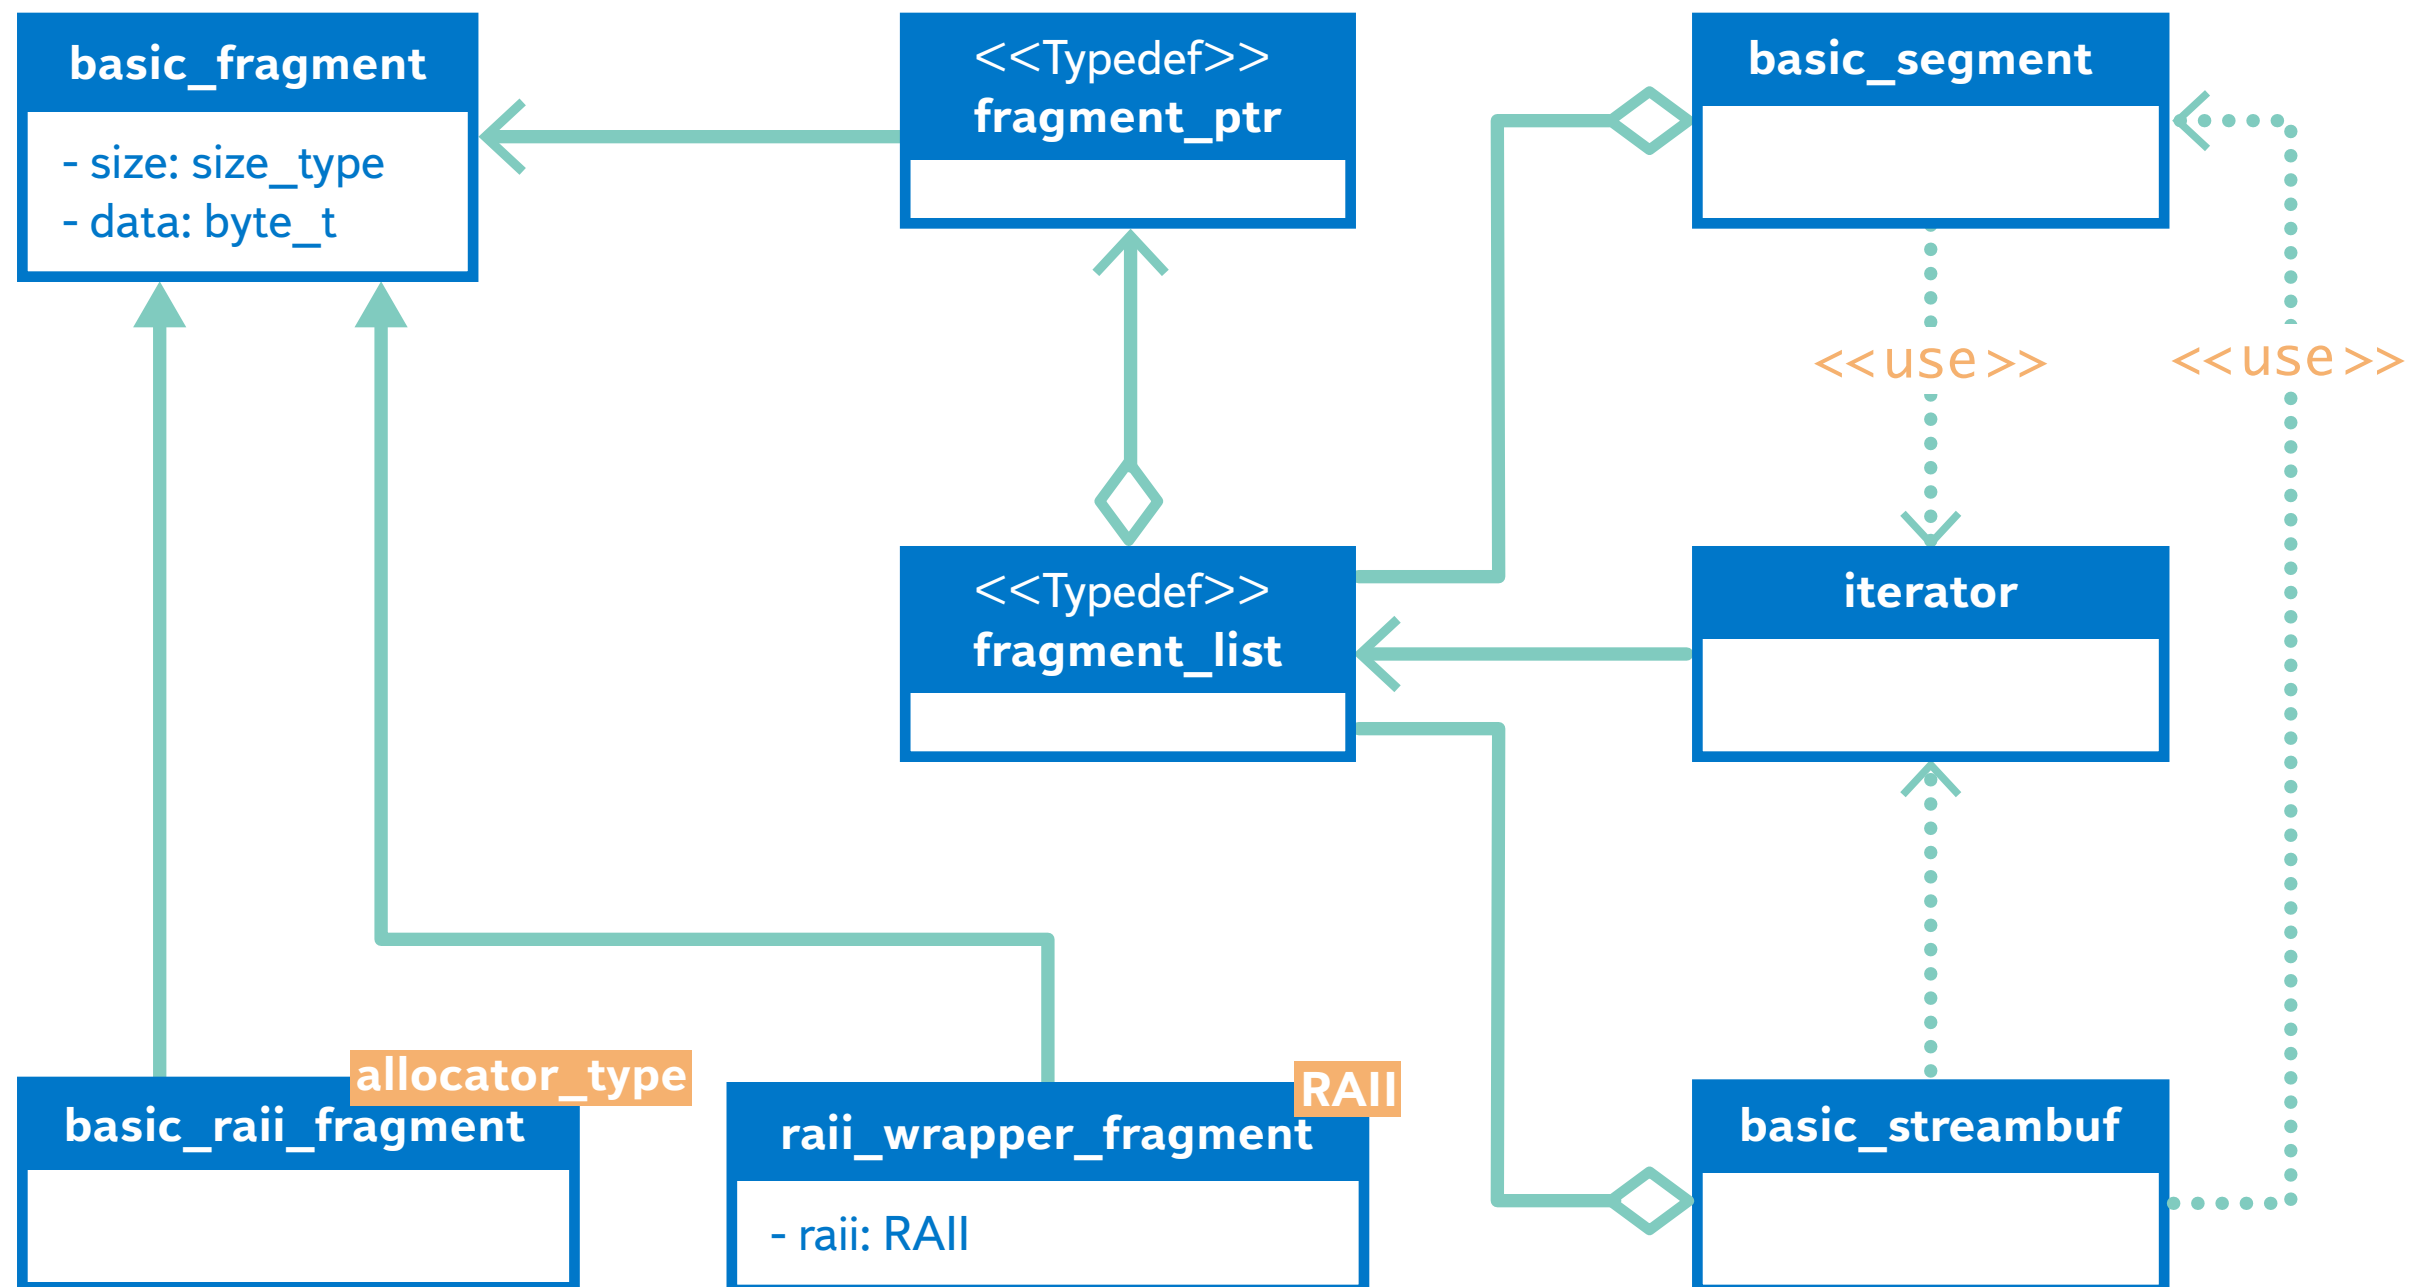 basic_fragment
- size: size_type
- data: byte_t
<<Typedef>>
fragment_ptr
basic_segment
<<use>>
<<use>>
<<Typedef>>
fragment_list
iterator
allocator_type
basic_raii_fragment
RAII
raii_wrapper_fragment
- raii: RAII
basic_streambuf